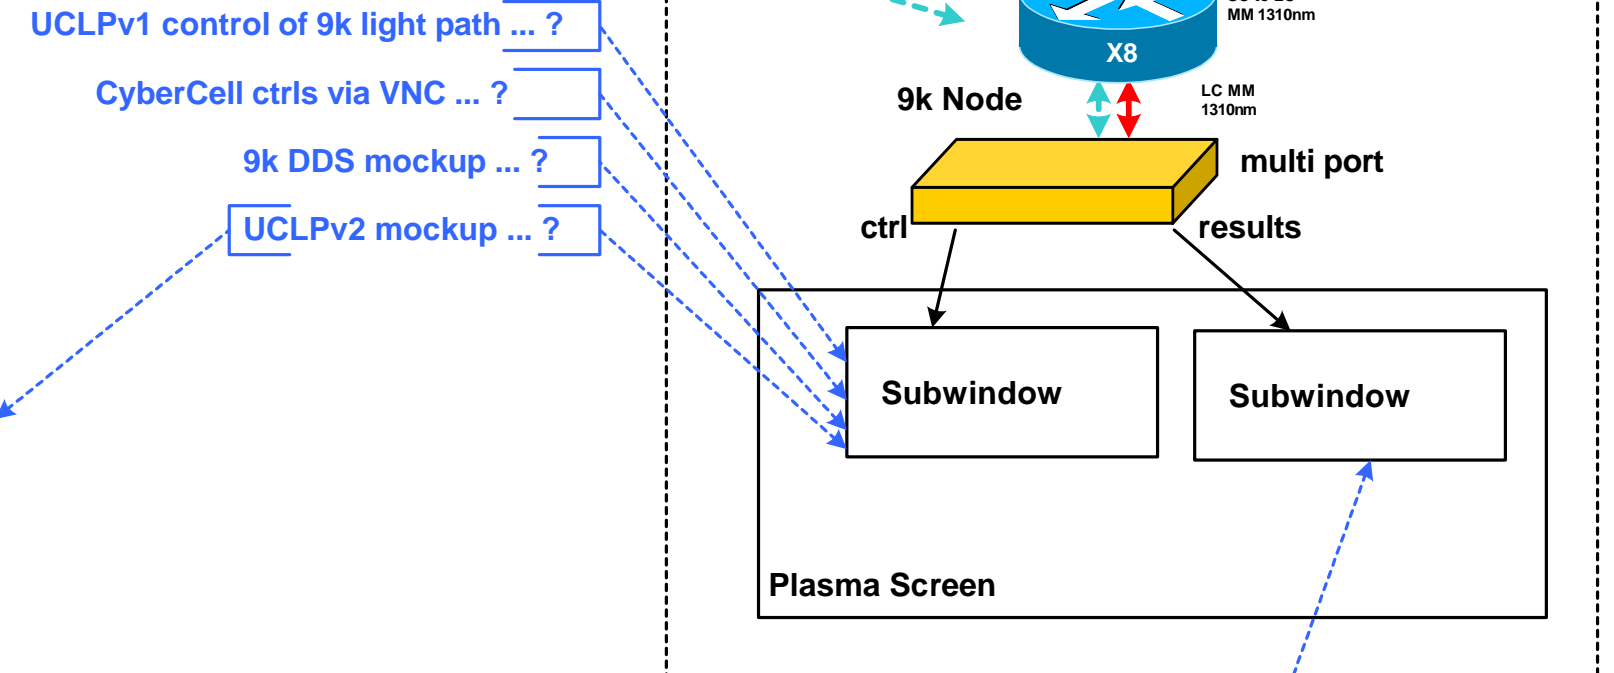 UCLPv1 control of 9k light path ... ?
MM 1310nm
X8
CyberCell ctrls via VNC ... ?
9k Node
LC MM
1310nm
9k DDS mockup ... ?
multi port
UCLPv2 mockup ... ?
ctrl
results
Subwindow
Subwindow
Plasma Screen